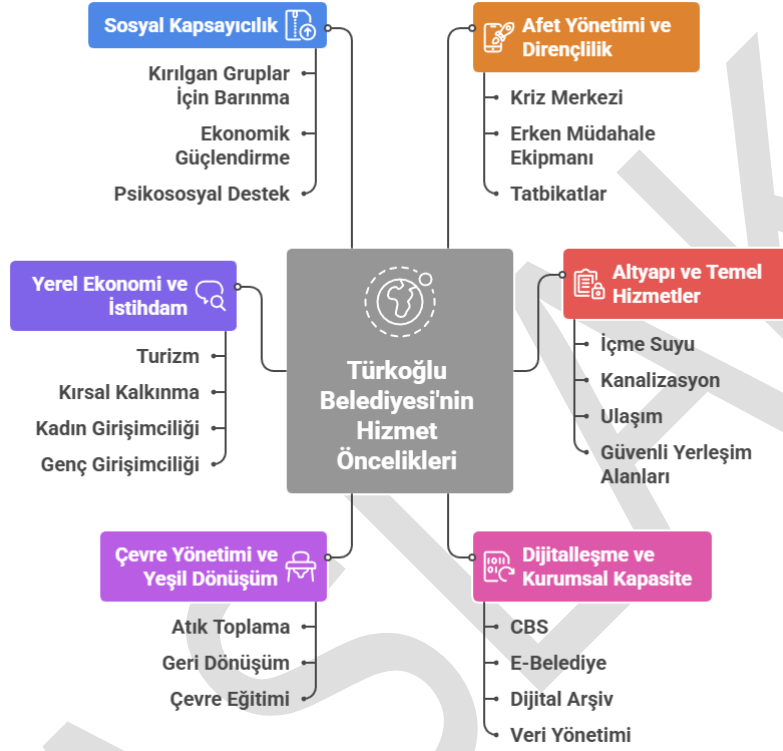 Sosyal Kapsayıcılık
Kırılgan Gruplar
İçin Barınma
Ekonomik
Güçlendirme
Psikososyal Destek
Afet Yönetimi ve
Dirençlilik
Kriz Merkezi
Erken Müdahale
Ekipmanı
Tatbikatlar
Yerel Ekonomi ve
İstihdam
Turizm
Kırsal Kalkınma
Kadın Girişimciliği
Genç Girişimciliği
Türkoğlu
Belediyesi'nin
Hizmet
Öncelikleri
Altyapı ve Temel
Hizmetler
İçme Suyu
Kanalizasyon
Ulaşım
Güvenli Yerleşim
Alanları
Çevre Yönetimi ve
Yeşil Dönüşüm
Atık Toplama
Geri Dönüşüm
Çevre Eğitimi
Dijitalleşme ve
Kurumsal Kapasite
CBS
E-Belediye
Dijital Arşiv
Veri Yönetimi